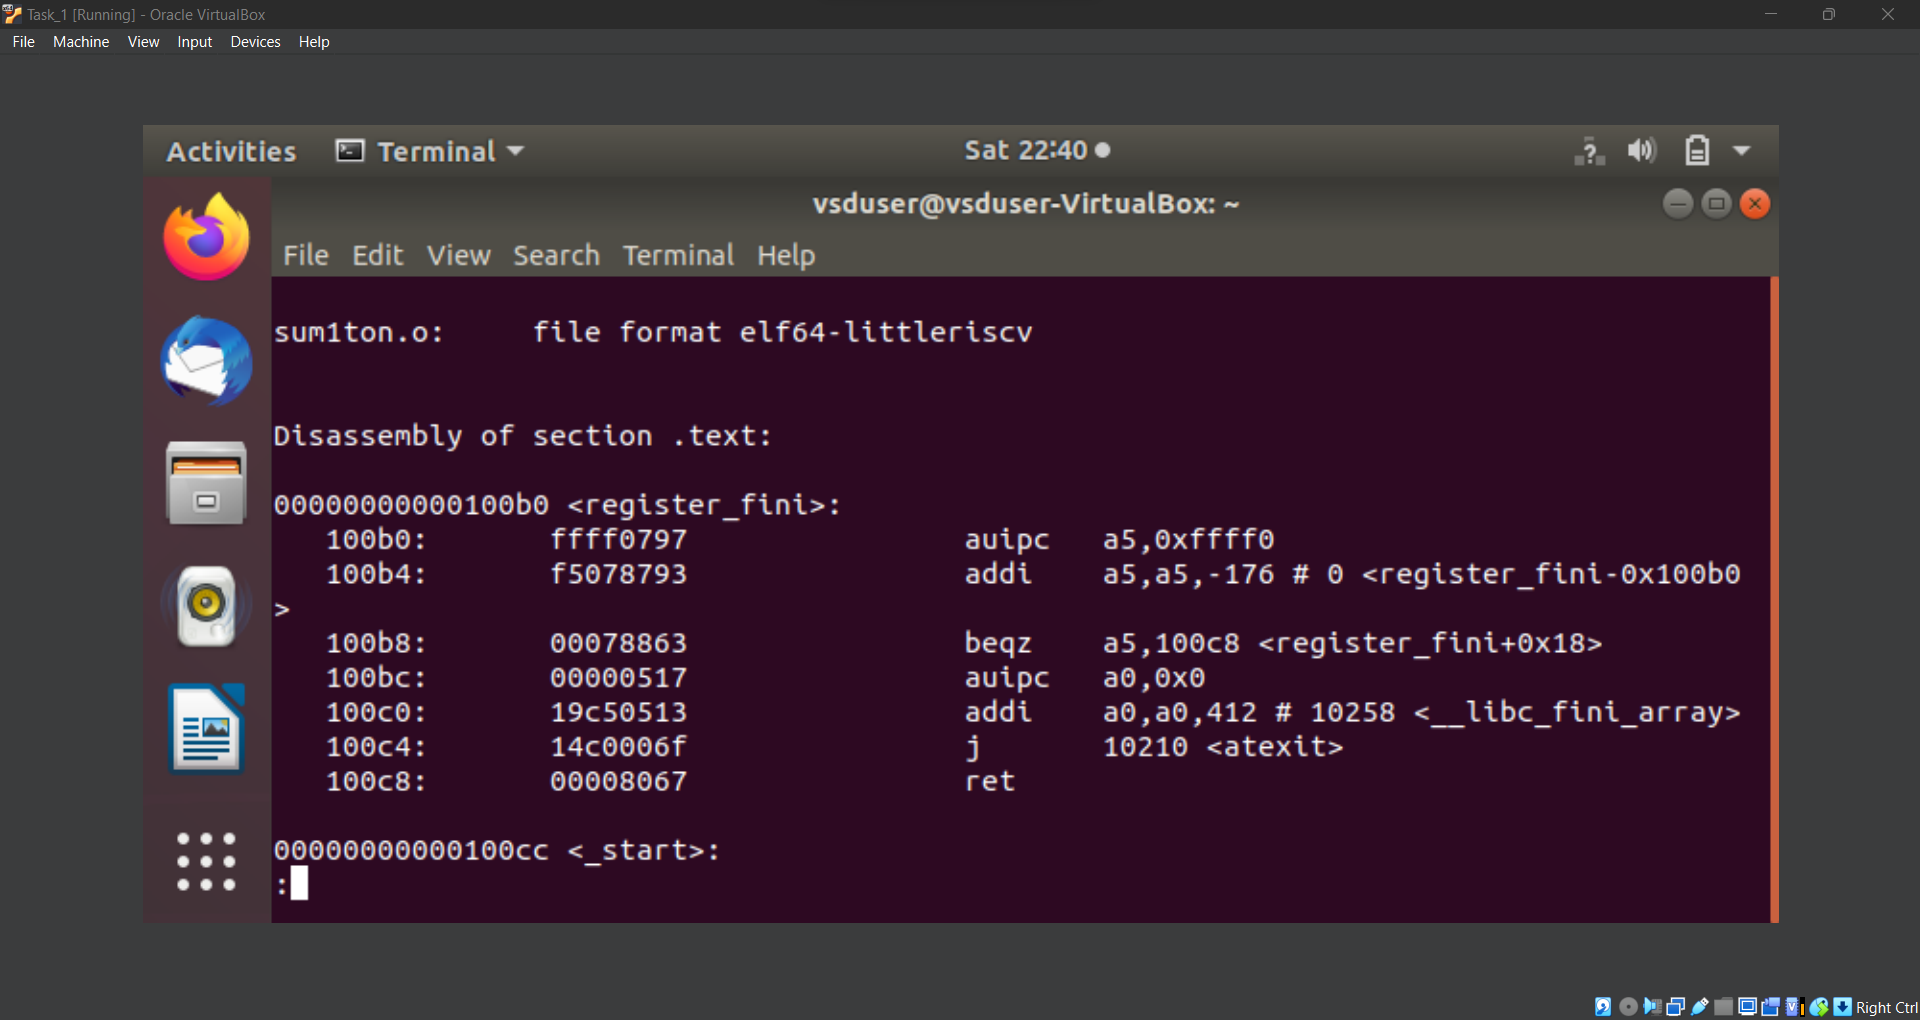 Task_1 [Running] - Oracle VirtualBox
File Machine View Input Devices Help
Activities Terminal Sat 22:40
vsduser@vsduser-VirtualBox: ~
File Edit View Search Terminal Help
sum1ton.o:     file format elf64-littleriscv
Disassembly of section .text:
00000000000100b0 <register_fini>:
100b0: ffff0797 auipc a5,0xffff0
100b4: f5078793 addi a5,a5,-176 # 0 <register_fini-0x100b0
>
100b8: 00078863 beqz a5,100c8 <register_fini+0x18>
100bc: 00000517 auipc a0,0x0
100c0: 19c50513 addi a0,a0,412 # 10258 <__libc_fini_array>
100c4: 14c0006f j 10210 <atexit>
100c8: 00008067 ret
00000000000100cc <_start>:
:
Right Ctrl